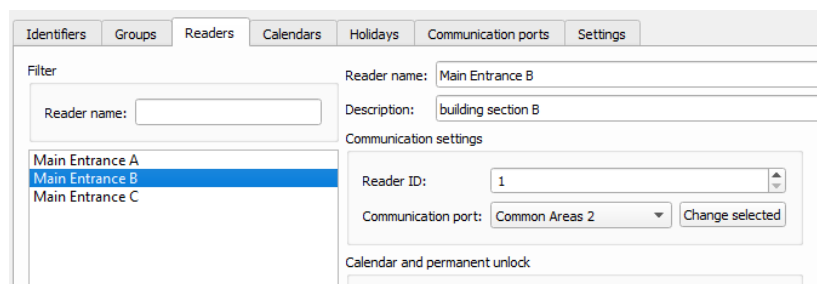 Identifiers Groups Readers Calendars Holidays Communication ports Settings
Filter
Reader name:
Main Entrance A
Main Entrance B
Main Entrance C
Reader name: Main Entrance B
Description: building section B
Communication settings
Reader ID: 1
Communication port: Common Areas 2 Change selected
Calendar and permanent unlock